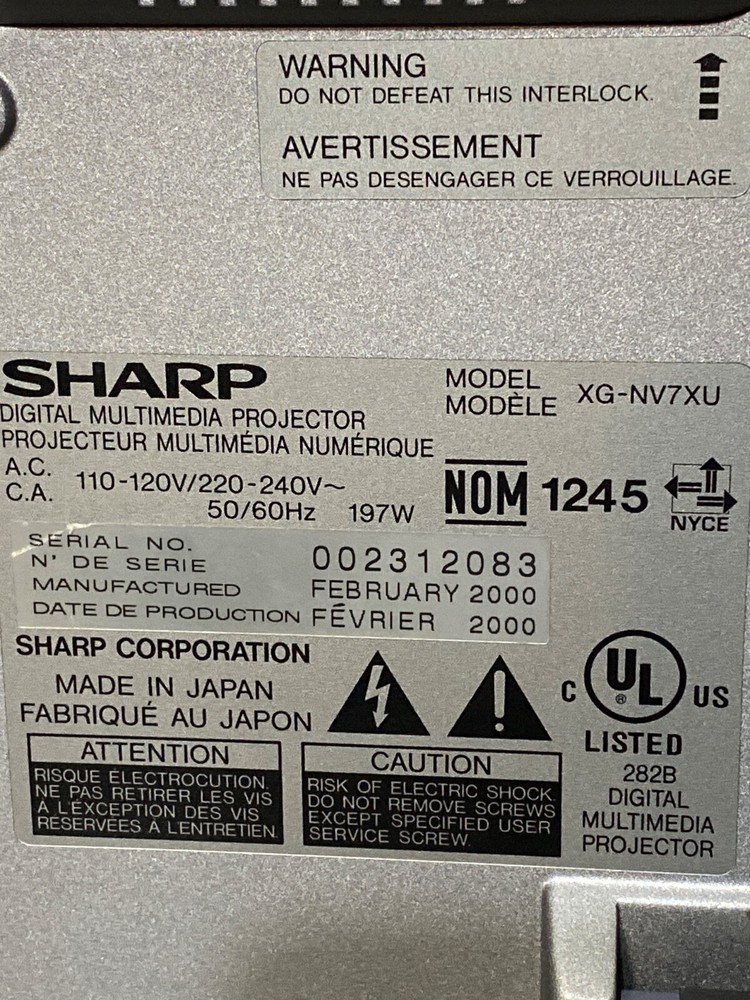 WARNING
DO NOT DEFEAT THIS INTERLOCK.
AVERTISSEMENT
NE PAS DESENGAGER CE VERROUILLAGE.
SHARP
DIGITAL MULTIMEDIA PROJECTOR
PROJECTEUR MULTIMÉDIA NUMÉRIQUE
MODEL
MODÈLE
XG-NV7XU
A.C.
C.A.
110-120V/220-240V~
50/60Hz 197W
NOM 1245
NYCE
SERIAL NO.
N° DE SERIE
002312083
MANUFACTURED FEBRUARY 2000
DATE DE PRODUCTION FÉVRIER 2000
SHARP CORPORATION
MADE IN JAPAN
FABRIQUÉ AU JAPON
ATTENTION
RISQUE ÉLECTROCUTION.
NE PAS RETIRER LES VIS
A L'EXCEPTION DES VIS
RESERVÉES À L'ENTRETIEN.
CAUTION
RISK OF ELECTRIC SHOCK.
DO NOT REMOVE SCREWS
EXCEPT SPECIFIED USER
SERVICE SCREW.
C UL ® US
LISTED
282B
DIGITAL
MULTIMEDIA
PROJECTOR